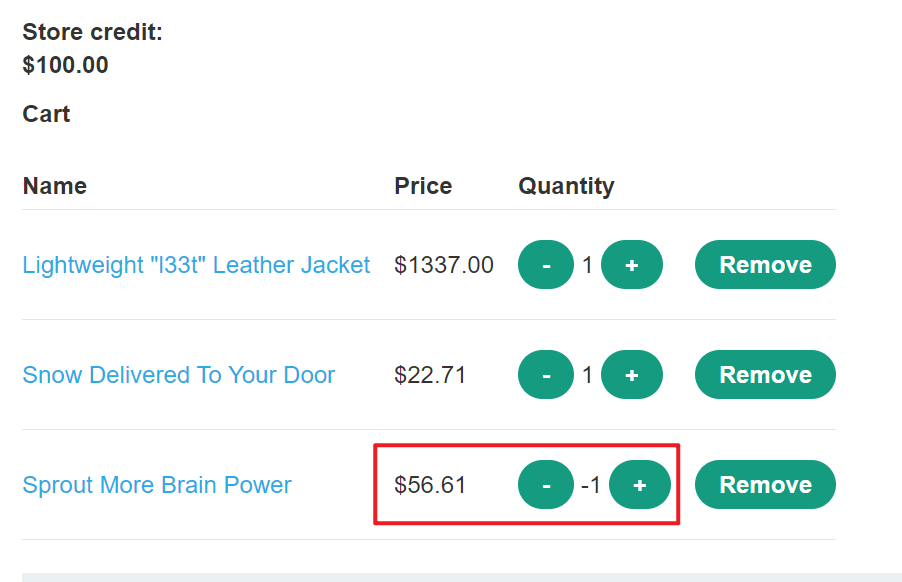 Store credit:
$100.00
Cart
Name Price Quantity
Lightweight "l33t" Leather Jacket $1337.00 - 1 + Remove
Snow Delivered To Your Door $22.71 - 1 + Remove
Sprout More Brain Power $56.61 - -1 + Remove